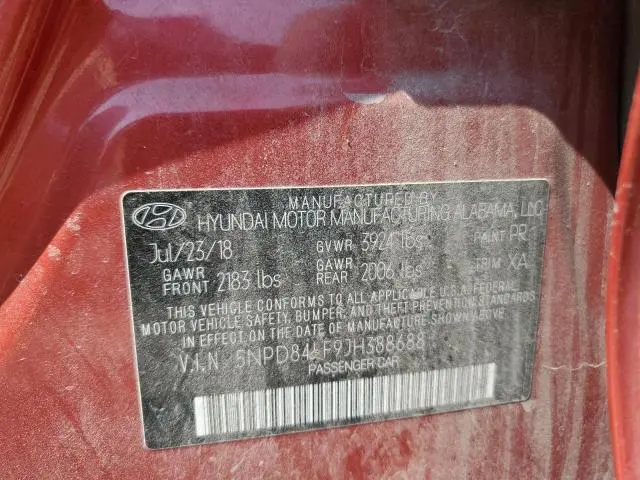 MANUFACTURED BY
HYUNDAI MOTOR MANUFACTURING ALABAMA, LLC
Jul/23/18 GVWR 3924 lbs PAINT PR
GAWR FRONT 2183 lbs GAWR REAR 2006 lbs TRIM XA
THIS VEHICLE CONFORMS TO ALL APPLICABLE U.S.A FEDERAL
MOTOR VEHICLE SAFETY, BUMPER, AND THEFT PREVENTION STANDARDS
IN EFFECT ON THE DATE OF MANUFACTURE SHOWN ABOVE
V.I.N 5NPD84LF9JH388688
PASSENGER CAR